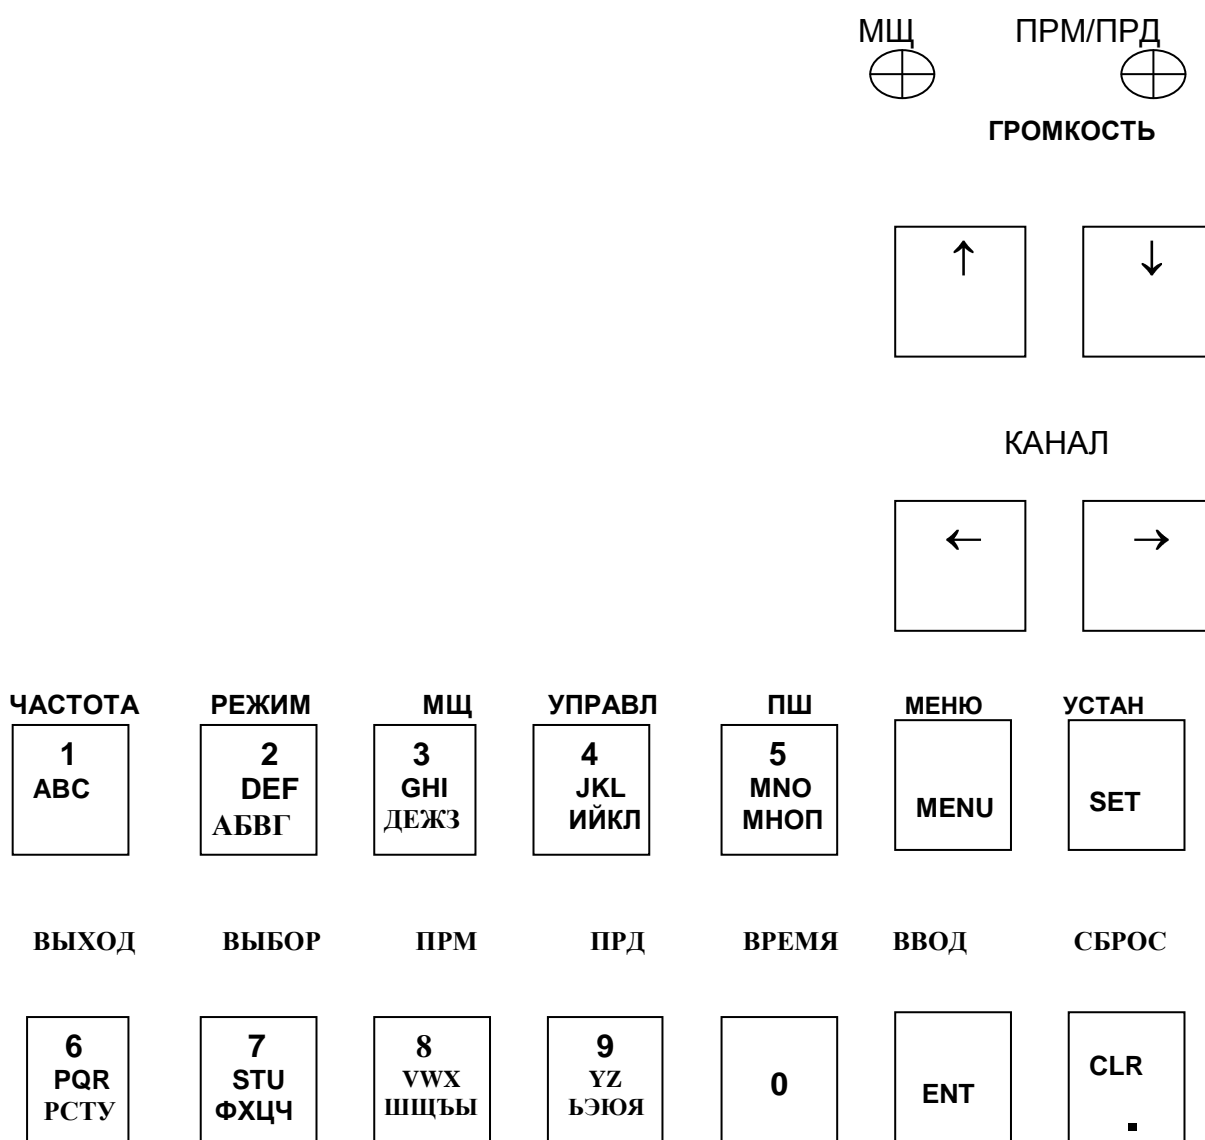 МЩ ПРМ/ПРД
ГРОМКОСТЬ
↑ ↓
КАНАЛ
← →
ЧАСТОТА РЕЖИМ МЩ УПРАВЛ ПШ МЕНЮ УСТАН
1 2 3 4 5
ABC DEF GHI JKL MNO MENU SET
АБВГ ДЕЖЗ ИЙКЛ МНОП
ВЫХОД ВЫБОР ПРМ ПРД ВРЕМЯ ВВОД СБРОС
6 7 8 9 0 ENT CLR
PQR STU VWX YZ
РСТУ ФХЦЧ ШЩЪЫ ЬЭЮЯ .